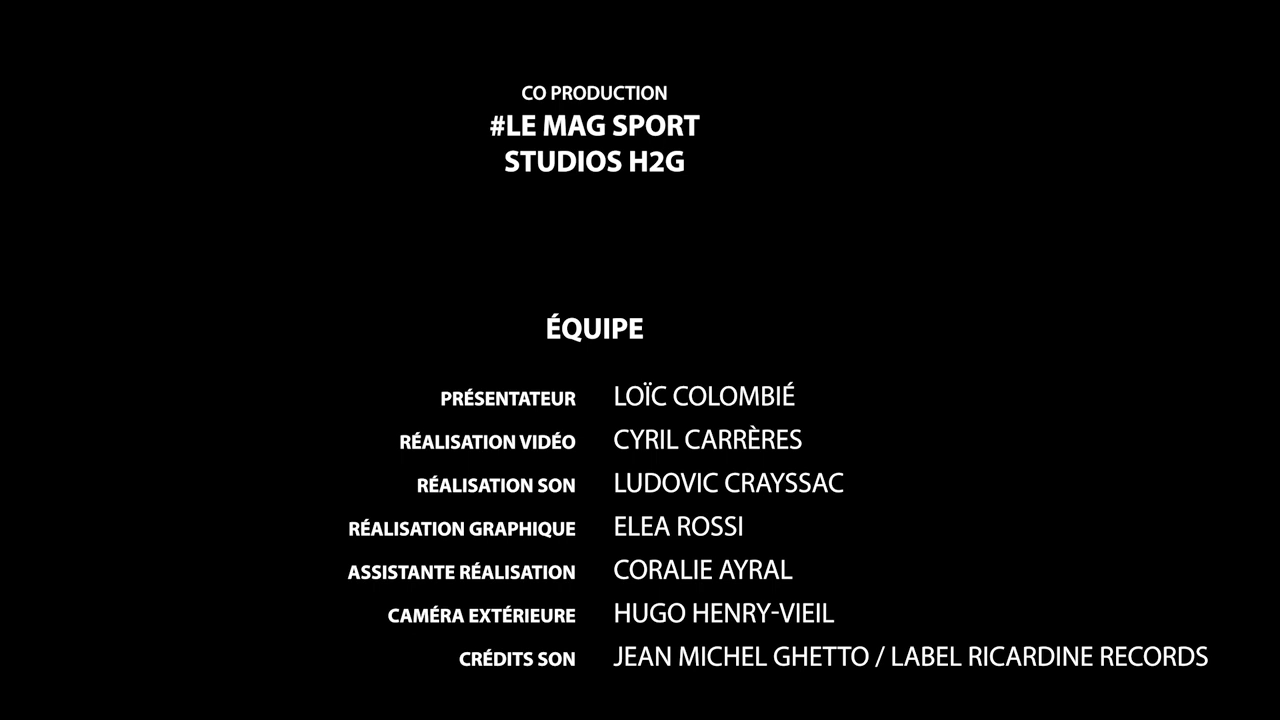 CO PRODUCTION
#LE MAG SPORT
STUDIOS H2G
ÉQUIPE
PRÉSENTATEUR LOÏC COLOMBIÉ
RÉALISATION VIDÉO CYRIL CARRÈRES
RÉALISATION SON LUDOVIC CRAYSSAC
RÉALISATION GRAPHIQUE ELEA ROSSI
ASSISTANTE RÉALISATION CORALIE AYRAL
CAMÉRA EXTÉRIEURE HUGO HENRY-VIEIL
CRÉDITS SON JEAN MICHEL GHETTO / LABEL RICARDINE RECORDS